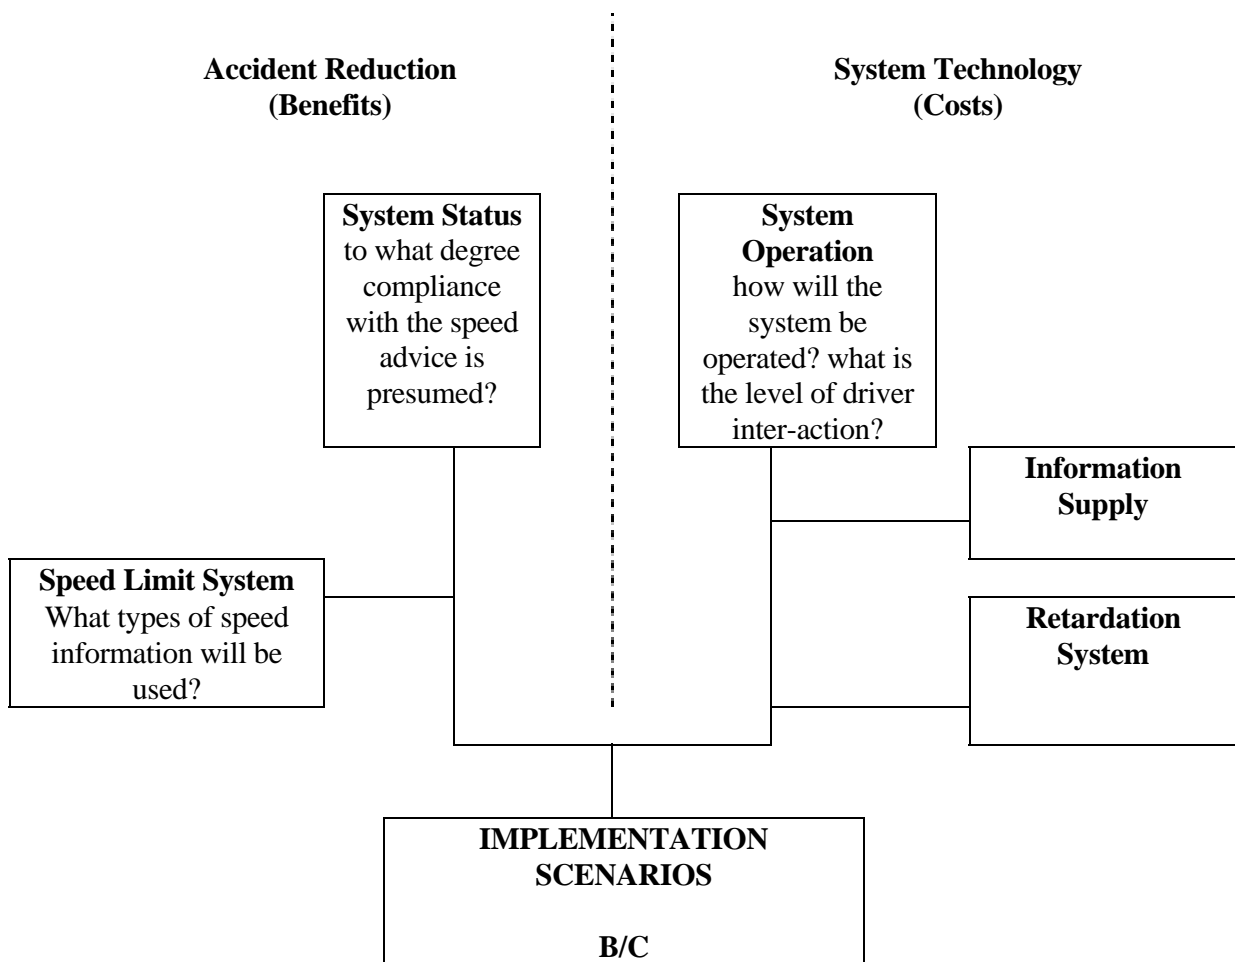 Accident Reduction
(Benefits)
System Technology
(Costs)
System Status
to what degree
compliance
with the speed
advice is
presumed?
System
Operation
how will the
system be
operated? what is
the level of driver
inter-action?
Information
Supply
Speed Limit System
What types of speed
information will be
used?
Retardation
System
IMPLEMENTATION
SCENARIOS
B/C